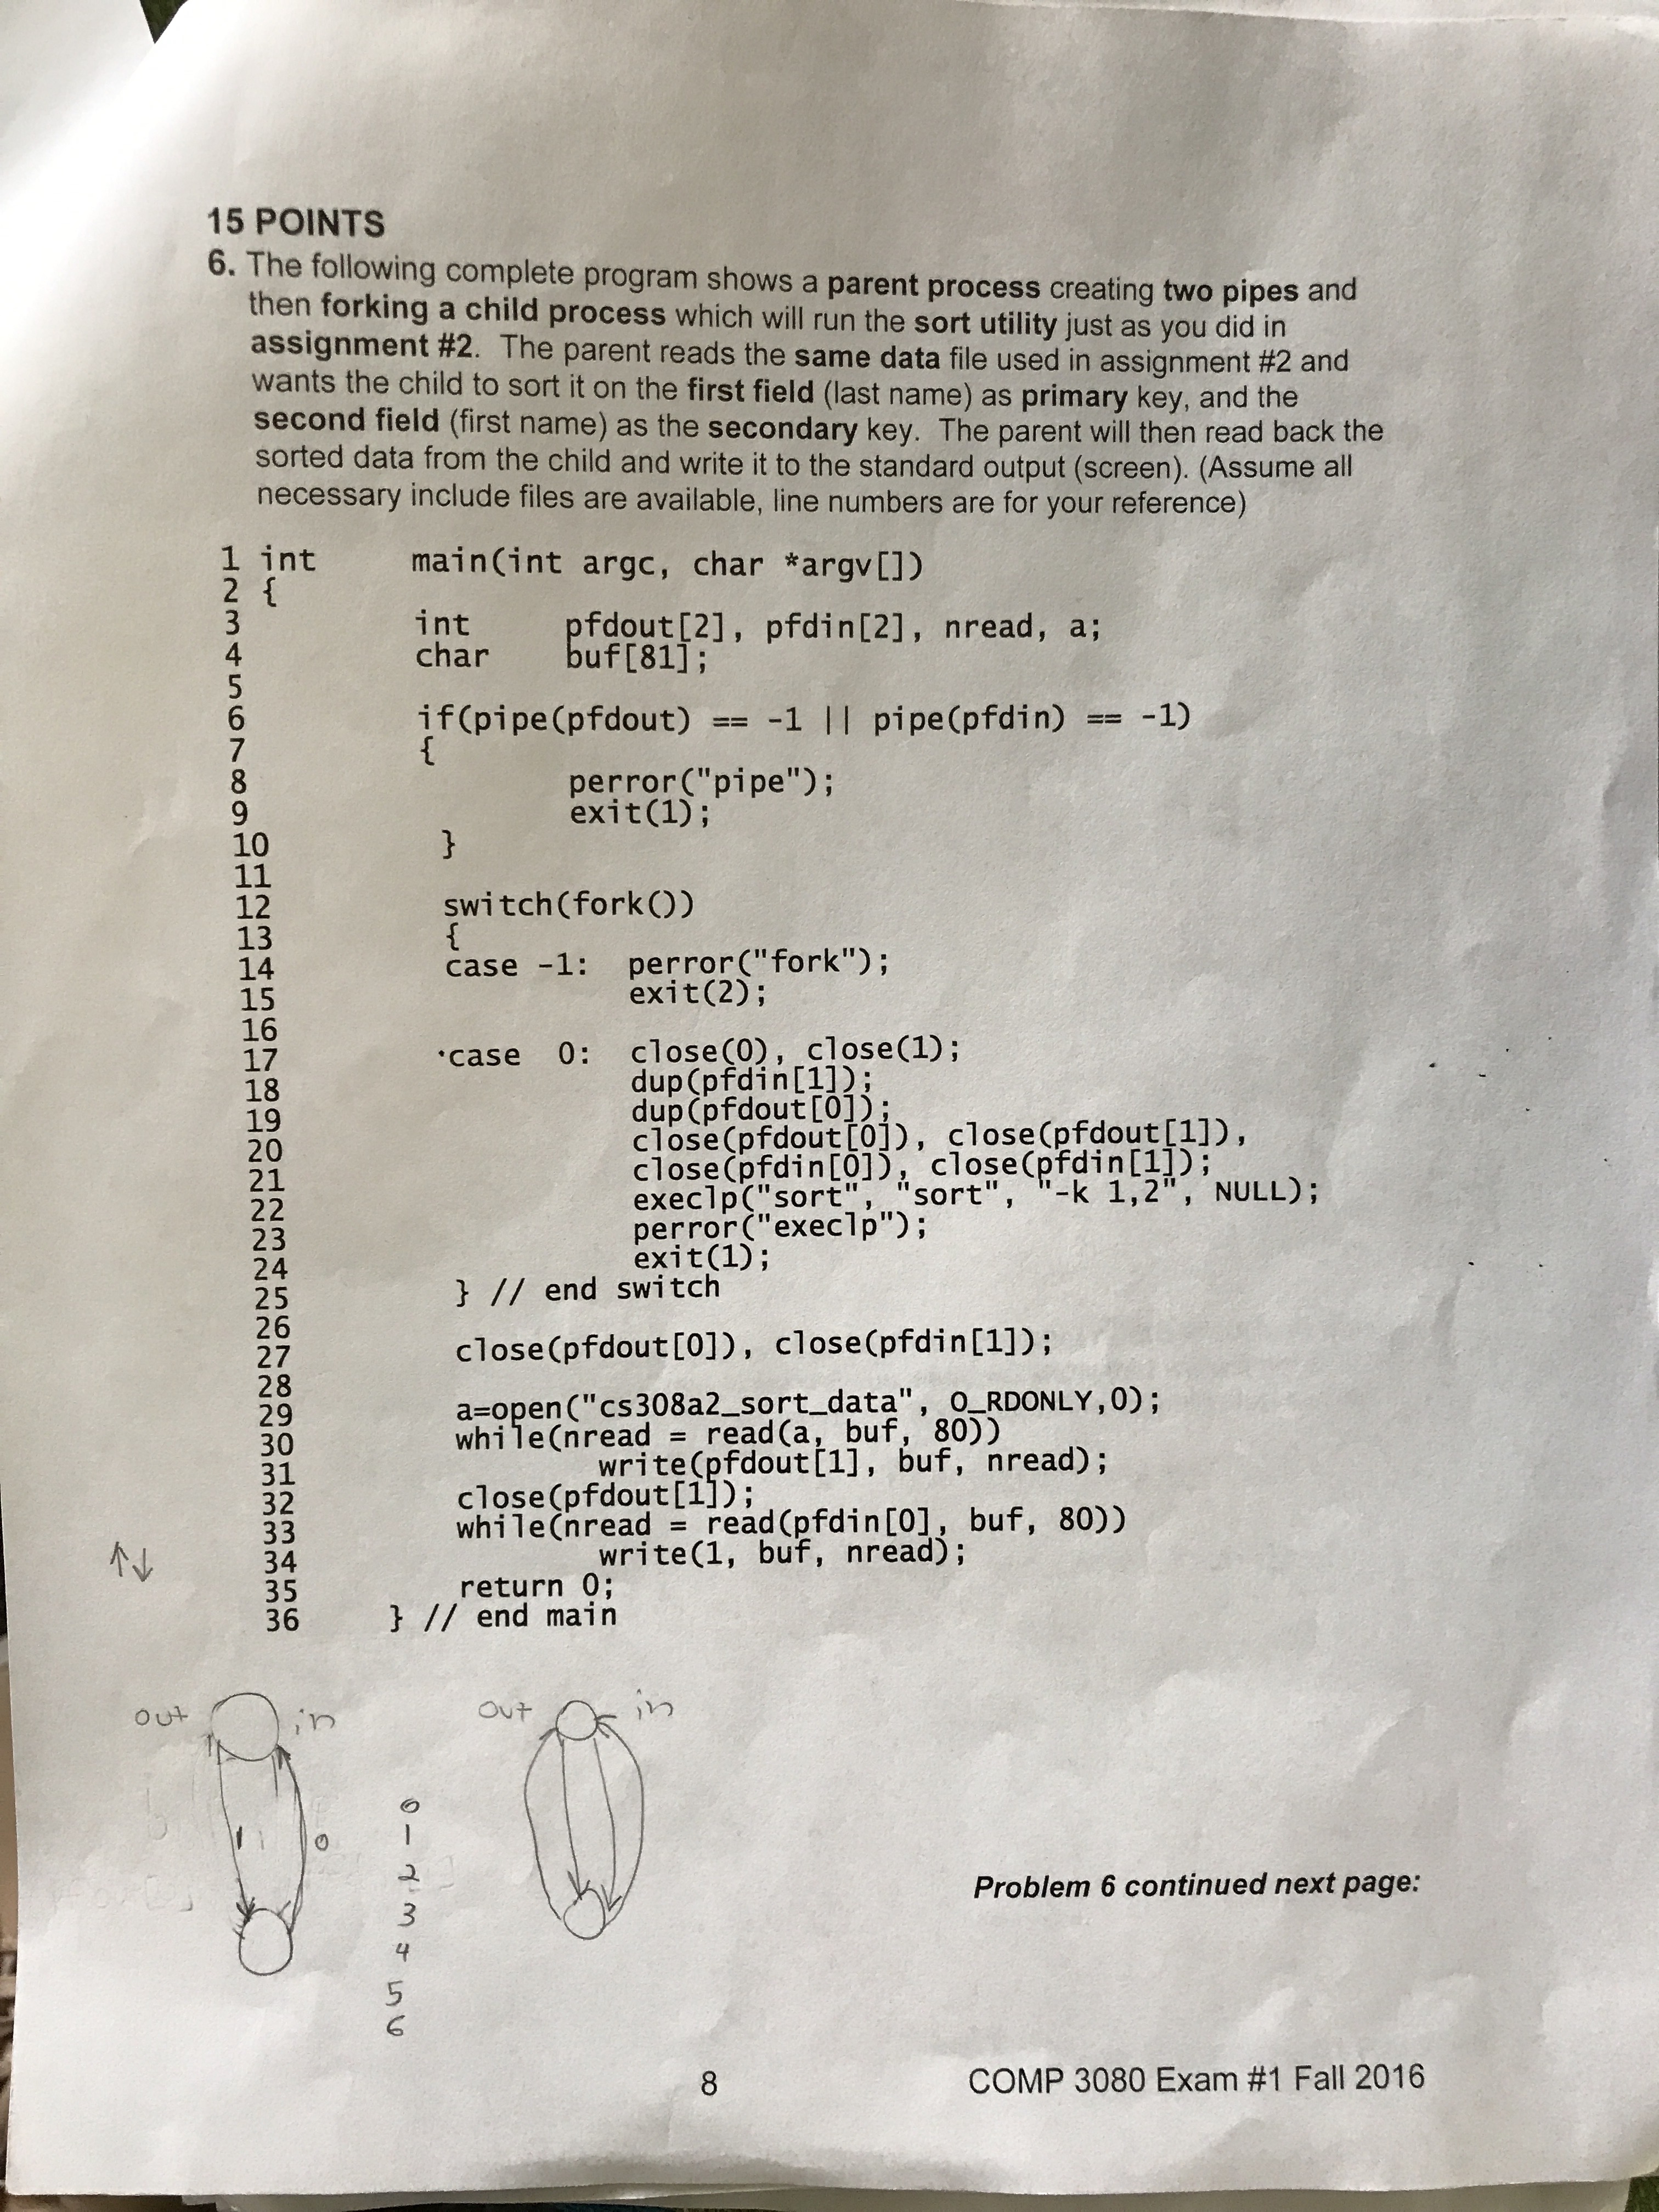 15 POINTS
6. The following complete program shows a parent process creating two pipes and
then forking a child process which will run the sort utility just as you did in
assignment #2. The parent reads the same data file used in assignment #2 and
wants the child to sort it on the first field (last name) as primary key, and the
second field (first name) as the secondary key. The parent will then read back the
sorted data from the child and write it to the standard output (screen). (Assume all
necessary include files are available, line numbers are for your reference)
1 int main(int argc, char *argv[])
2 {
3 int pfdout[2], pfdin[2], nread, a;
4 char buf[81];
5
6 if(pipe(pfdout) == -1 || pipe(pfdin) == -1)
7 {
8 perror("pipe");
9 exit(1);
10 }
11
12 switch(fork())
13 {
14 case -1: perror("fork");
15 exit(2);
16
17 case 0: close(0), close(1);
18 dup(pfdin[1]);
19 dup(pfdout[0]);
20 close(pfdout[0]), close(pfdout[1]),
21 close(pfdin[0]), close(pfdin[1]);
22 execlp("sort", "sort", "-k 1,2", NULL);
23 perror("execlp");
24 exit(1);
25 } // end switch
26
27 close(pfdout[0]), close(pfdin[1]);
28
29 a=open("cs308a2_sort_data", O_RDONLY,0);
30 while(nread = read(a, buf, 80))
31 write(pfdout[1], buf, nread);
32 close(pfdout[1]);
33 while(nread = read(pfdin[0], buf, 80))
34 write(1, buf, nread);
35 return 0;
36 } // end main
out in out in
0
1
1 0
2
3
4
5
6
Problem 6 continued next page:
8 COMP 3080 Exam #1 Fall 2016